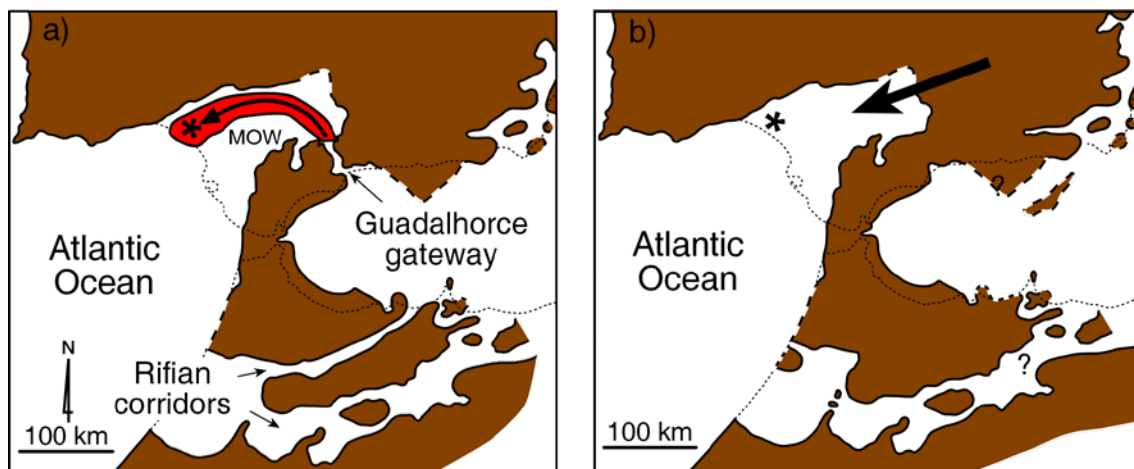 a)
*
MOW
Guadalhorce
gateway
Atlantic
Ocean
N
Rifian
corridors
100 km
b)
*
?
Atlantic
Ocean
?
100 km